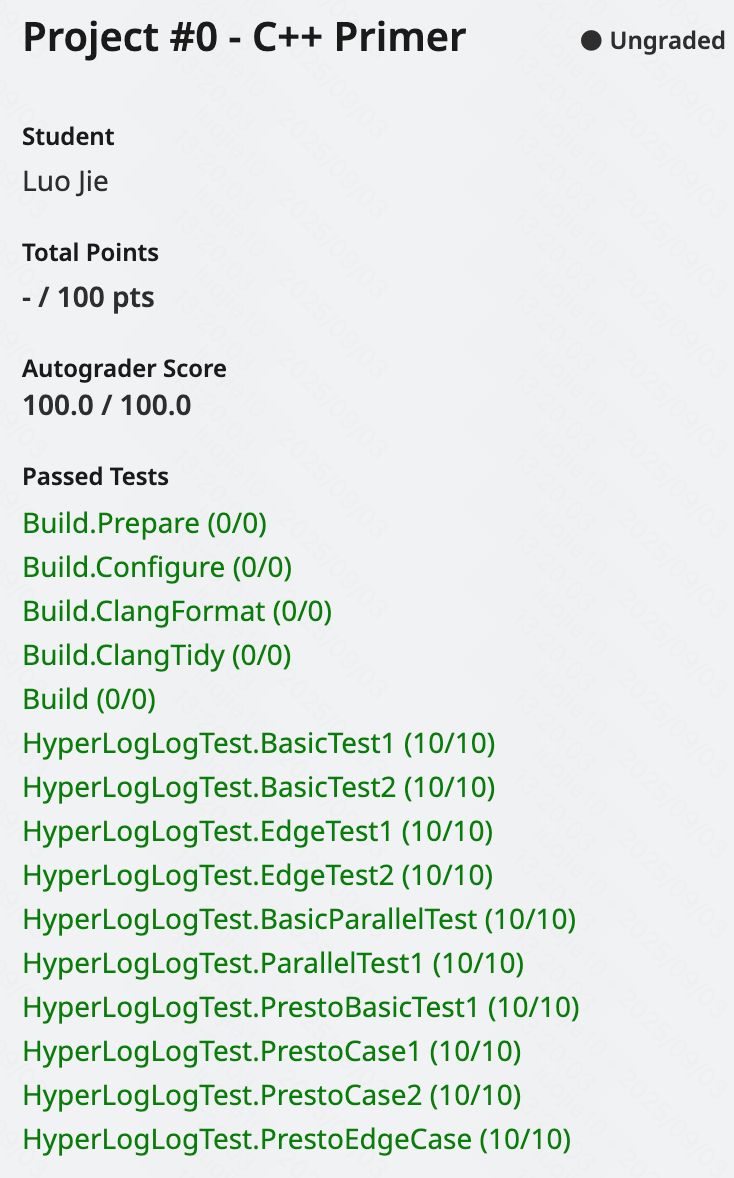 Project #0 - C++ Primer
Ungraded
Student
Luo Jie
Total Points
- / 100 pts
Autograder Score
100.0 / 100.0
Passed Tests
Build.Prepare (0/0)
Build.Configure (0/0)
Build.ClangFormat (0/0)
Build.ClangTidy (0/0)
Build (0/0)
HyperLogLogTest.BasicTest1 (10/10)
HyperLogLogTest.BasicTest2 (10/10)
HyperLogLogTest.EdgeTest1 (10/10)
HyperLogLogTest.EdgeTest2 (10/10)
HyperLogLogTest.BasicParallelTest (10/10)
HyperLogLogTest.ParallelTest1 (10/10)
HyperLogLogTest.PrestoBasicTest1 (10/10)
HyperLogLogTest.PrestoCase1 (10/10)
HyperLogLogTest.PrestoCase2 (10/10)
HyperLogLogTest.PrestoEdgeCase (10/10)